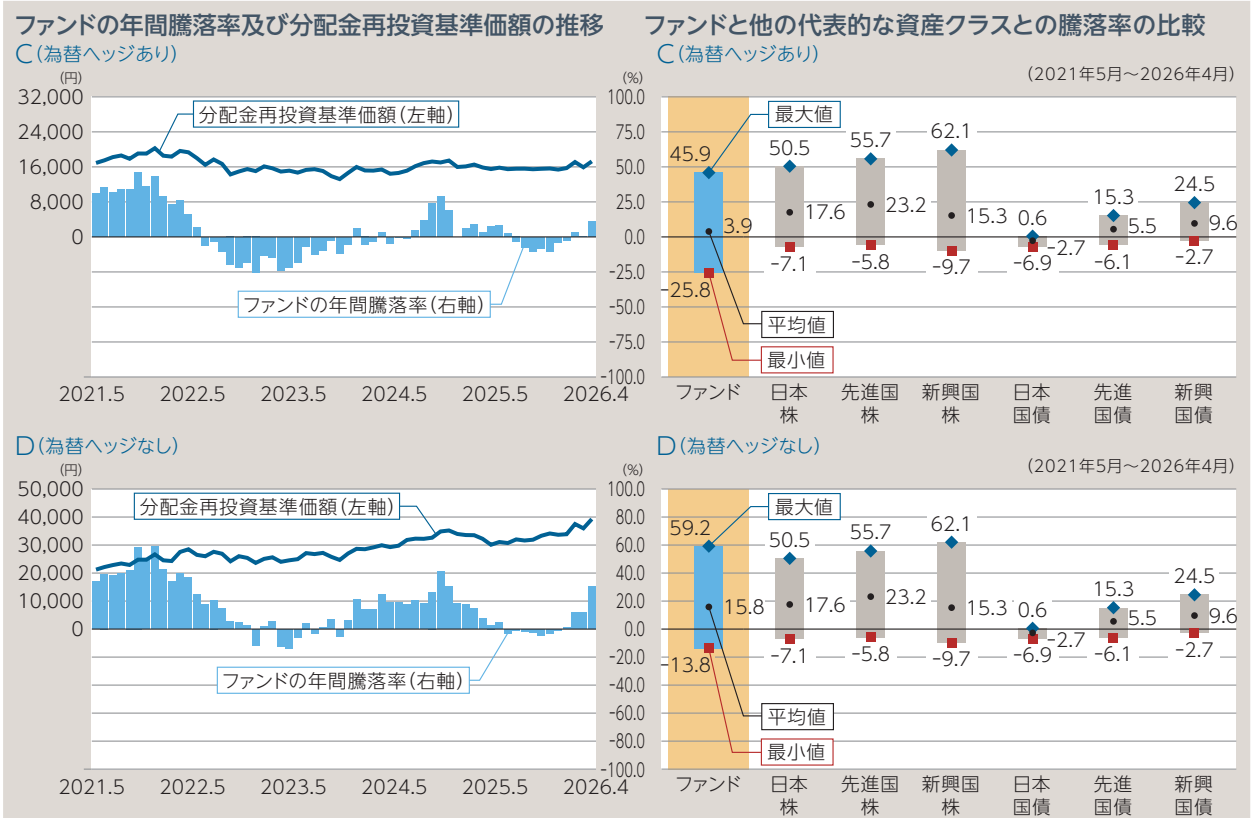 ファンドの年間騰落率及び分配金再投資基準価額の推移
C(為替ヘッジあり)
(円)
32,000
24,000
16,000
8,000
0
分配金再投資基準価額(左軸)
ファンドの年間騰落率(右軸)
(%)
100.0
75.0
50.0
25.0
0.0
-25.0
-50.0
-75.0
-100.0
2021.5 2022.5 2023.5 2024.5 2025.5 2026.4
ファンドと他の代表的な資産クラスとの騰落率の比較
C(為替ヘッジあり)
(2021年5月~2026年4月)
最大値
45.9 50.5 55.7 62.1 0.6 15.3 24.5
3.9 17.6 23.2 15.3 -2.7 5.5 9.6
-25.8 -7.1 -5.8 -9.7 -6.9 -6.1 -2.7
平均値
最小値
ファンド 日本株 先進国株 新興国株 日本国債 先進国債 新興国債
D(為替ヘッジなし)
(円)
50,000
40,000
30,000
20,000
10,000
0
分配金再投資基準価額(左軸)
ファンドの年間騰落率(右軸)
(%)
100.0
80.0
60.0
40.0
20.0
0.0
-20.0
-40.0
-60.0
-80.0
-100.0
2021.5 2022.5 2023.5 2024.5 2025.5 2026.4
D(為替ヘッジなし)
(2021年5月~2026年4月)
最大値
59.2 50.5 55.7 62.1 0.6 15.3 24.5
15.8 17.6 23.2 15.3 -2.7 5.5 9.6
-13.8 -7.1 -5.8 -9.7 -6.9 -6.1 -2.7
平均値
最小値
ファンド 日本株 先進国株 新興国株 日本国債 先進国債 新興国債